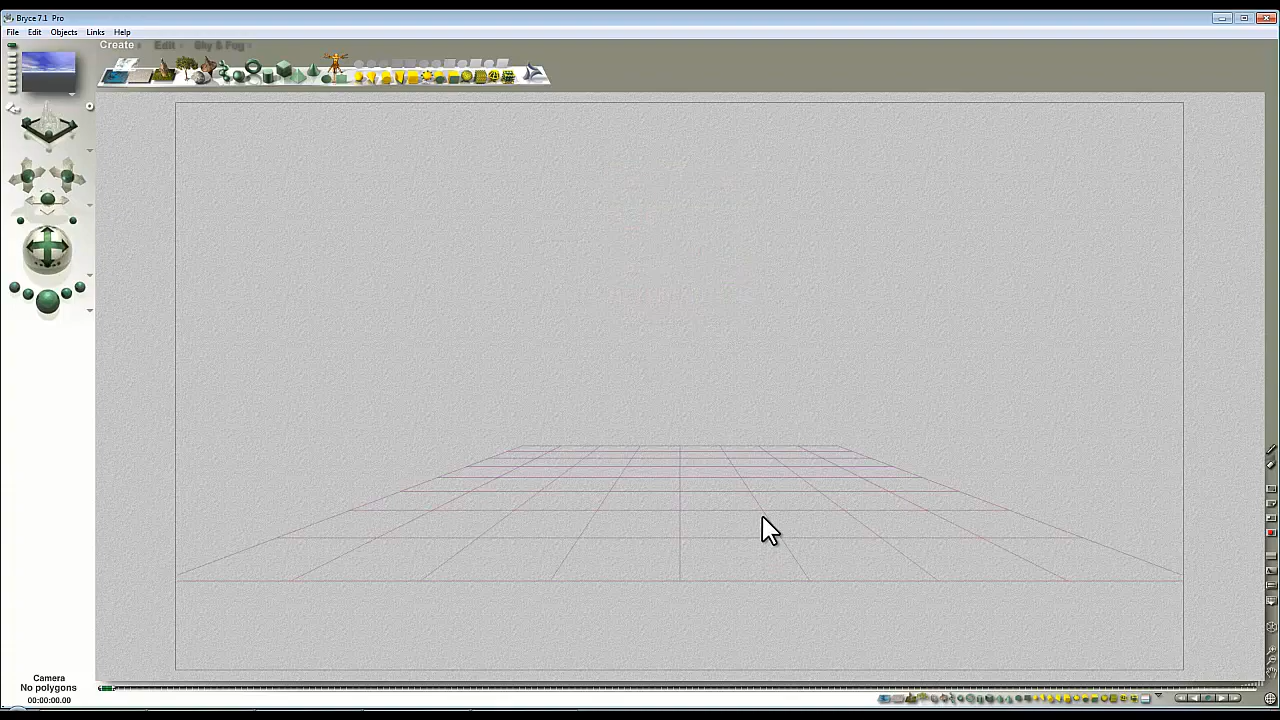 Bryce 7.1 Pro
File Edit Objects Links Help
Create Edit Sky & Fog
Camera
No polygons
00:00:00.00